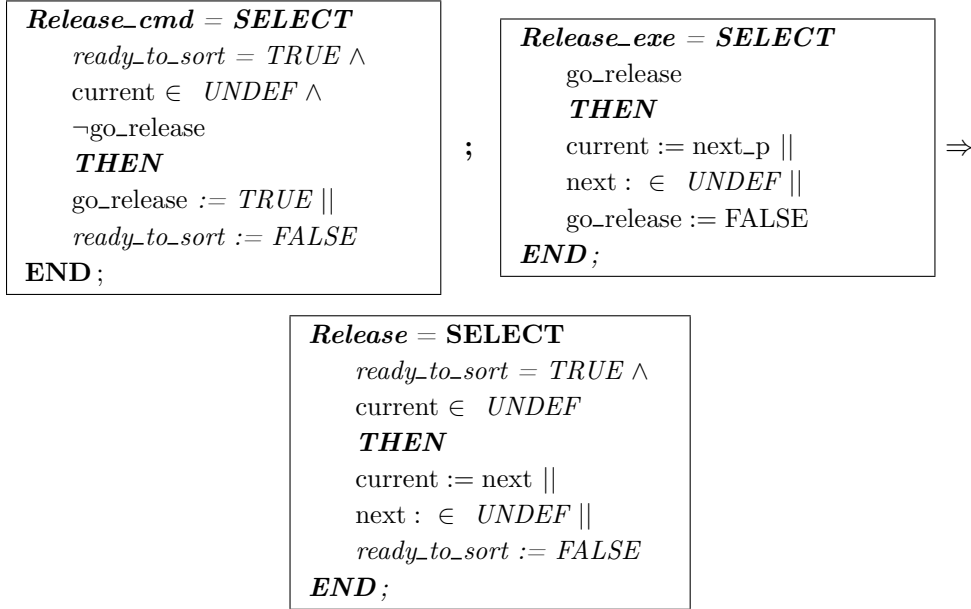 Release_cmd = SELECT
ready_to_sort = TRUE ∧
current ∈ UNDEF ∧
¬go_release
THEN
go_release := TRUE ||
ready_to_sort := FALSE
END ;
;
Release_exe = SELECT
go_release
THEN
current := next_p ||
next : ∈ UNDEF ||
go_release := FALSE
END ;
⇒
Release = SELECT
ready_to_sort = TRUE ∧
current ∈ UNDEF
THEN
current := next ||
next : ∈ UNDEF ||
ready_to_sort := FALSE
END ;